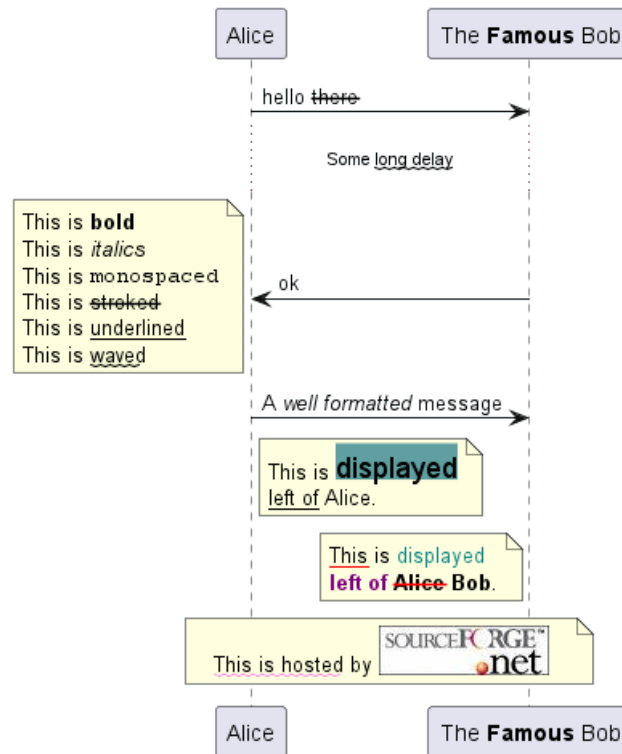 Alice
The Famous Bob
hello there
Some long delay
This is bold
This is italics
This is monospaced
This is stroked
This is underlined
This is waved
ok
A well formatted message
This is displayed
left of Alice.
This is displayed
left of Alice Bob.
This is hosted by SOURCEFORGE™
.net
Alice
The Famous Bob